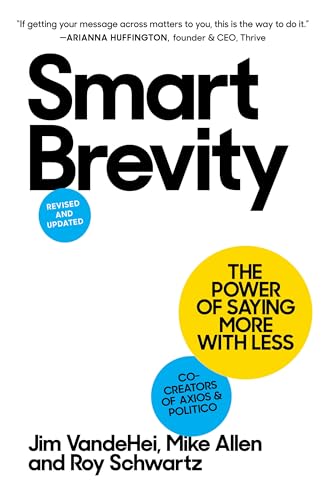 "If getting your message across matters to you, this is the way to do it."
—ARIANNA HUFFINGTON, founder & CEO, Thrive
Smart
Brevity
REVISED
AND
UPDATED
THE
POWER
OF SAYING
MORE
WITH LESS
CO-
CREATORS
OF AXIOS &
POLITICO
Jim VandeHei, Mike Allen
and Roy Schwartz